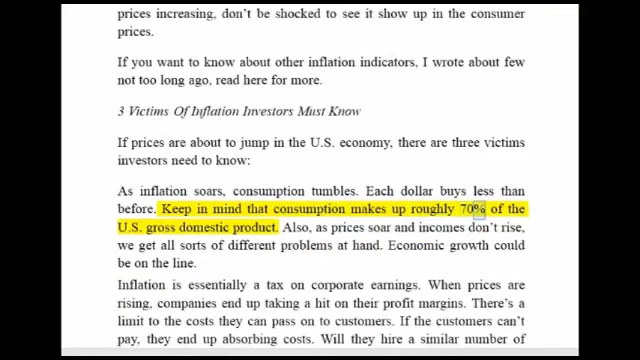 prices increasing, don't be shocked to see it show up in the consumer
prices.
If you want to know about other inflation indicators, I wrote about few
not too long ago, read here for more.
3 Victims Of Inflation Investors Must Know
If prices are about to jump in the U.S. economy, there are three victims
investors need to know:
As inflation soars, consumption tumbles. Each dollar buys less than
before. Keep in mind that consumption makes up roughly 70% of the
U.S. gross domestic product. Also, as prices soar and incomes don't rise,
we get all sorts of different problems at hand. Economic growth could
be on the line.
Inflation is essentially a tax on corporate earnings. When prices are
rising, companies end up taking a hit on their profit margins. There's a
limit to the costs they can pass on to customers. If the customers can't
pay, they end up absorbing costs. Will they hire a similar number of